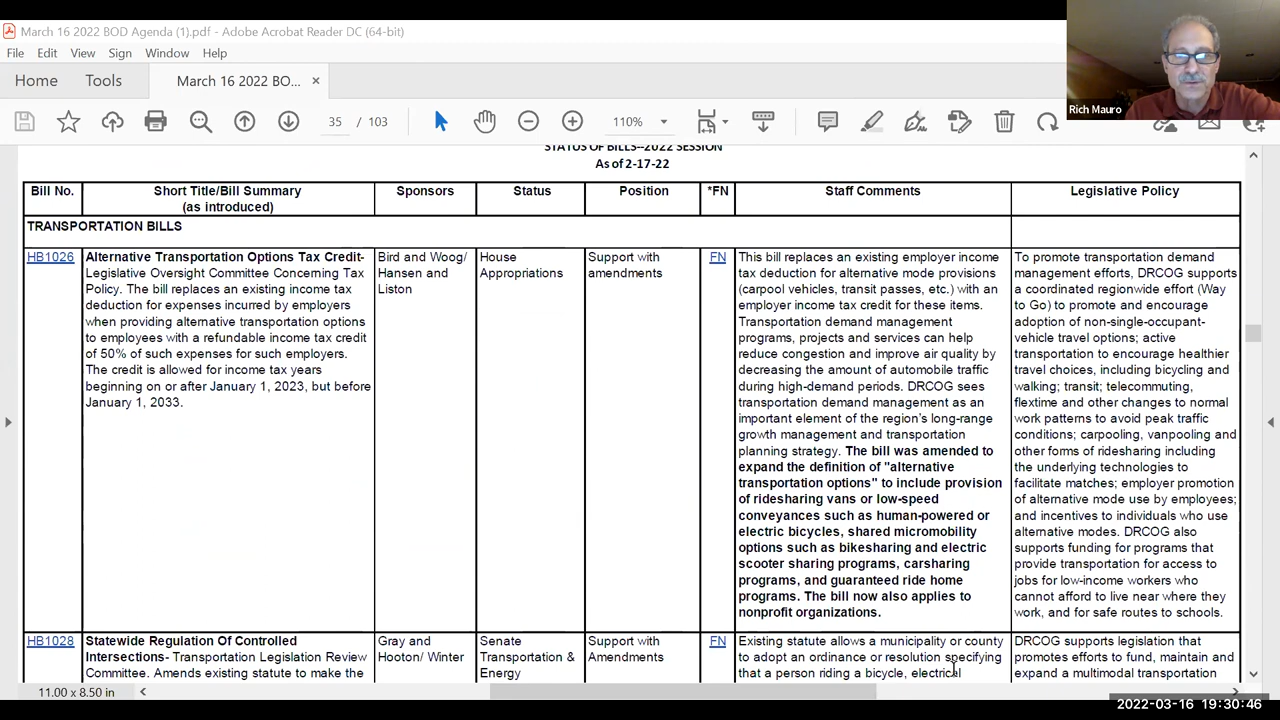 March 16 2022 BOD Agenda (1).pdf - Adobe Acrobat Reader DC (64-bit)
File Edit View Sign Window Help
Home Tools March 16 2022 BO... ×
35 / 103 110%
Rich Mauro
STATUS OF BILLS--2022 SESSION
As of 2-17-22
Bill No. Short Title/Bill Summary (as introduced) Sponsors Status Position *FN Staff Comments Legislative Policy
TRANSPORTATION BILLS
HB1026
Alternative Transportation Options Tax Credit-
Legislative Oversight Committee Concerning Tax
Policy. The bill replaces an existing income tax
deduction for expenses incurred by employers
when providing alternative transportation options
to employees with a refundable income tax credit
of 50% of such expenses for such employers.
The credit is allowed for income tax years
beginning on or after January 1, 2023, but before
January 1, 2033.
Bird and Woog/
Hansen and
Liston
House
Appropriations
Support with
amendments
FN
This bill replaces an existing employer income
tax deduction for alternative mode provisions
(carpool vehicles, transit passes, etc.) with an
employer income tax credit for these items.
Transportation demand management
programs, projects and services can help
reduce congestion and improve air quality by
decreasing the amount of automobile traffic
during high-demand periods. DRCOG sees
transportation demand management as an
important element of the region's long-range
growth management and transportation
planning strategy. The bill was amended to
expand the definition of "alternative
transportation options" to include provision
of ridesharing vans or low-speed
conveyances such as human-powered or
electric bicycles, shared micromobility
options such as bikesharing and electric
scooter sharing programs, carsharing
programs, and guaranteed ride home
programs. The bill now also applies to
nonprofit organizations.
To promote transportation demand
management efforts, DRCOG supports
a coordinated regionwide effort (Way
to Go) to promote and encourage
adoption of non-single-occupant-
vehicle travel options; active
transportation to encourage healthier
travel choices, including bicycling and
walking; transit; telecommuting,
flextime and other changes to normal
work patterns to avoid peak traffic
conditions; carpooling, vanpooling and
other forms of ridesharing including
the underlying technologies to
facilitate matches; employer promotion
of alternative mode use by employees;
and incentives to individuals who use
alternative modes. DRCOG also
supports funding for programs that
provide transportation for access to
jobs for low-income workers who
cannot afford to live near where they
work, and for safe routes to schools.
HB1028
Statewide Regulation Of Controlled
Intersections- Transportation Legislation Review
Committee. Amends existing statute to make the
Gray and
Hooton/ Winter
Senate
Transportation &
Energy
Support with
Amendments
FN
Existing statute allows a municipality or county
to adopt an ordinance or resolution specifying
that a person riding a bicycle, electrical
DRCOG supports legislation that
promotes efforts to fund, maintain and
expand a multimodal transportation
11.00 x 8.50 in
2022-03-16 19:30:46